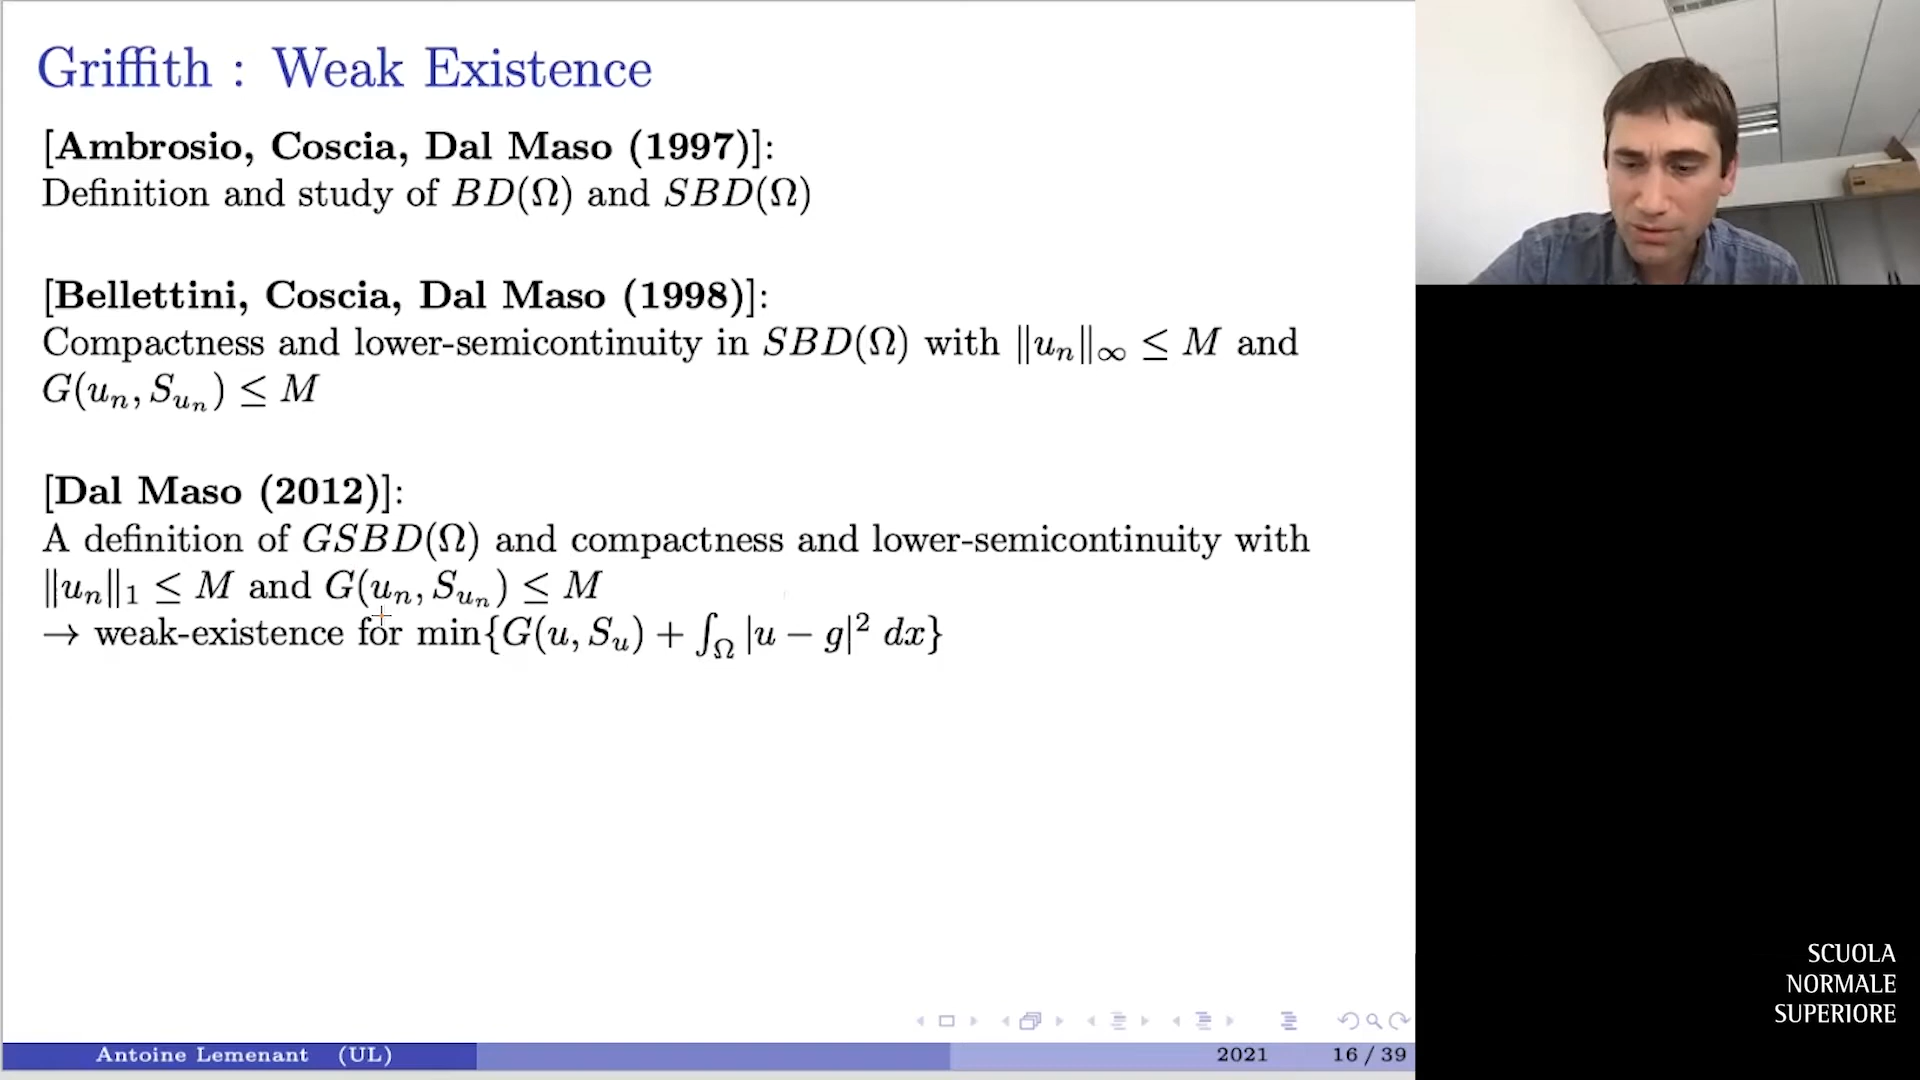 Griffith : Weak Existence
[Ambrosio, Coscia, Dal Maso (1997)]:
Definition and study of BD(Ω) and SBD(Ω)
[Bellettini, Coscia, Dal Maso (1998)]:
Compactness and lower-semicontinuity in SBD(Ω) with ‖u_n‖_∞ ≤ M and
G(u_n, S_{u_n}) ≤ M
[Dal Maso (2012)]:
A definition of GSBD(Ω) and compactness and lower-semicontinuity with
‖u_n‖_1 ≤ M and G(u_n, S_{u_n}) ≤ M
→ weak-existence for min{G(u, S_u) + ∫_Ω |u − g|² dx}
Antoine Lemenant (UL) 2021 16 / 39
SCUOLA
NORMALE
SUPERIORE